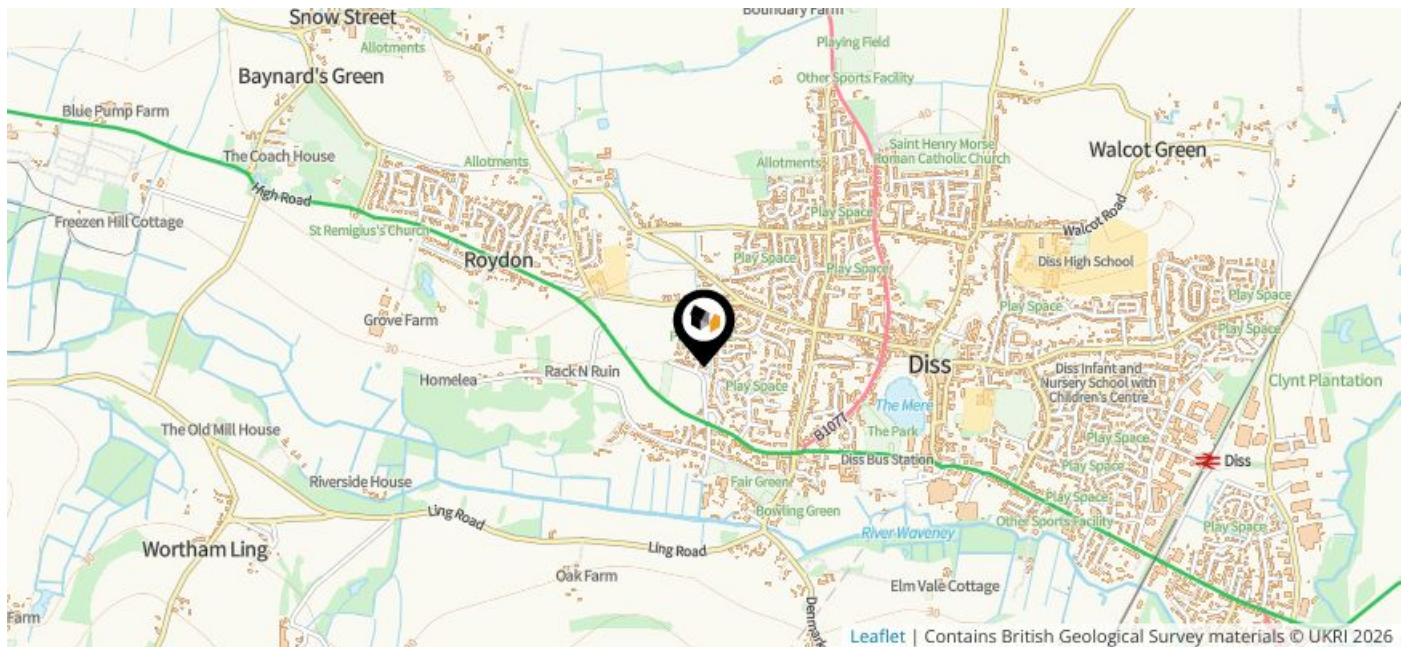 Snow Street
Boundary Farm
Allotments
Playing Field
Baynard's Green
Other Sports Facility
Blue Pump Farm
Saint Henry Morse
Roman Catholic Church
Walcot Green
The Coach House
Allotments
Allotments
High Road
Freezen Hill Cottage
St Remigius's Church
Play Space
Walcot Road
Roydon
Play Space
Play Space
Diss High School
Play Space
Play Space
Play Space
Grove Farm
30
40
40
Diss
Homelea
Rack N Ruin
Play Space
Diss Infant and
Nursery School with
Children's Centre
Clynt Plantation
The Mere
B1077
The Park
The Old Mill House
Play Space
Diss Bus Station
Play Space
Diss
Riverside House
Fair Green
Play Space
Bowling Green
Ling Road
Other Sports Facility
Play Space
River Waveney
Wortham Ling
Ling Road
Oak Farm
Elm Vale Cottage
30
30
Farm
Denmark
Leaflet | Contains British Geological Survey materials © UKRI 2026